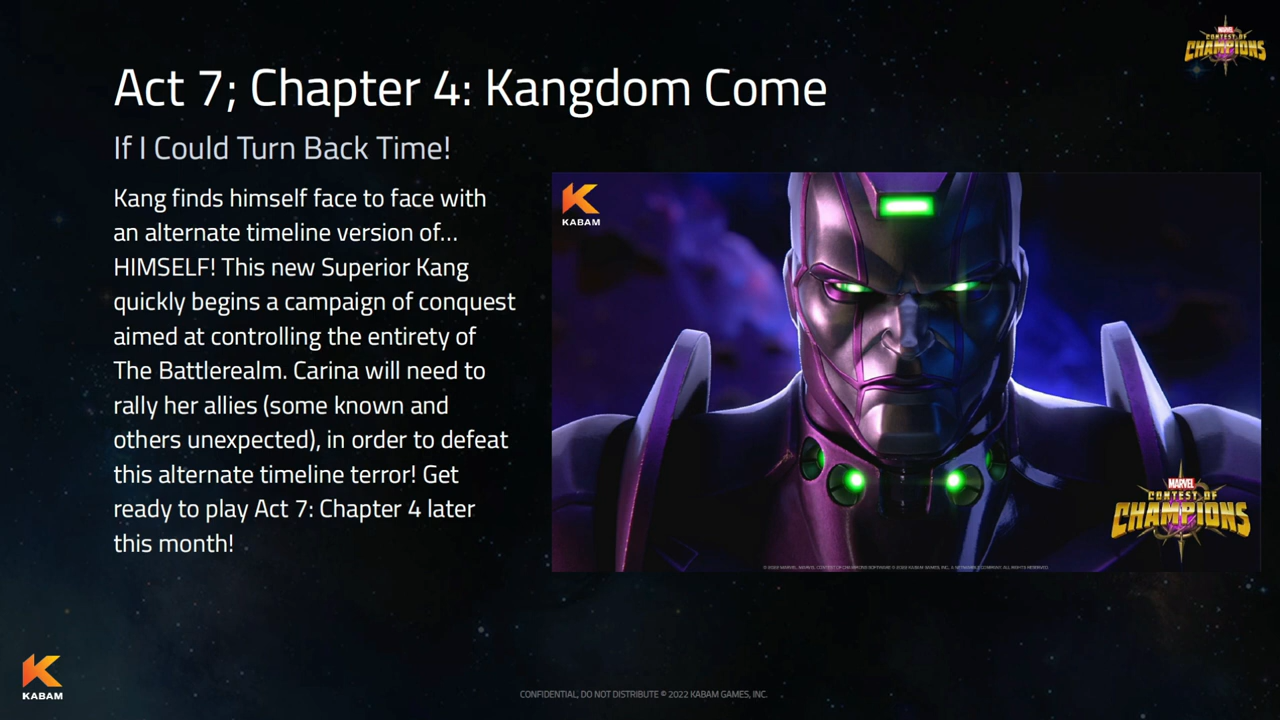 MARVEL
CONTEST OF
CHAMPIONS
Act 7; Chapter 4: Kangdom Come
If I Could Turn Back Time!
Kang finds himself face to face with
an alternate timeline version of...
HIMSELF! This new Superior Kang
quickly begins a campaign of conquest
aimed at controlling the entirety of
The Battlerealm. Carina will need to
rally her allies (some known and
others unexpected), in order to defeat
this alternate timeline terror! Get
ready to play Act 7: Chapter 4 later
this month!
KABAM
MARVEL
CONTEST OF
CHAMPIONS
KABAM
CONFIDENTIAL, DO NOT DISTRIBUTE © 2022 KABAM GAMES, INC.